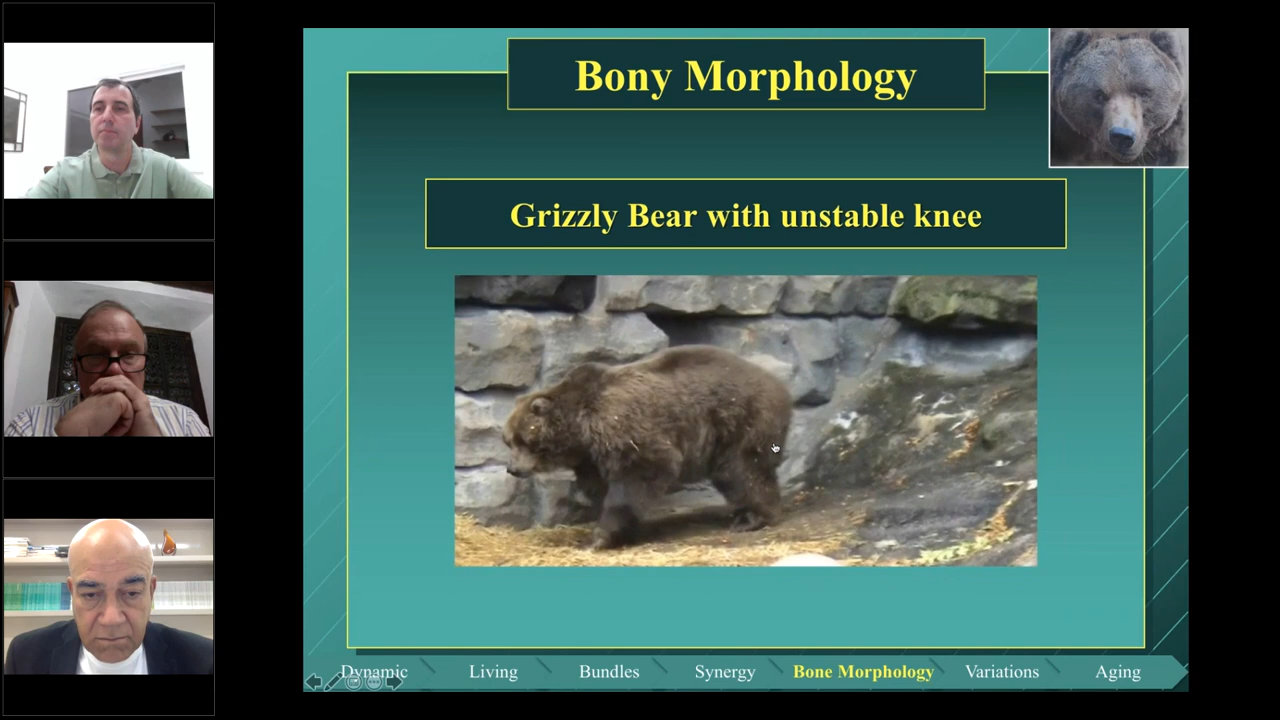 Bony Morphology
Grizzly Bear with unstable knee
Dynamic Living Bundles Synergy Bone Morphology Variations Aging